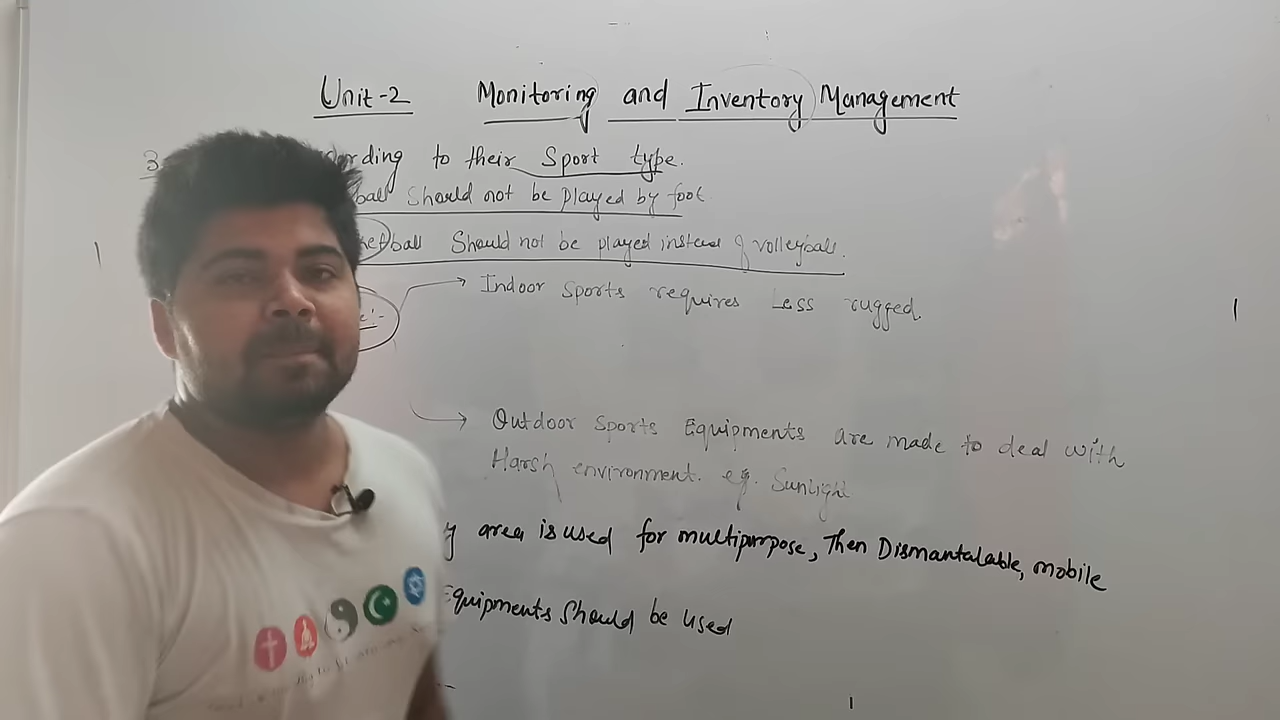 Unit-2 Monitoring and Inventory Management
3 ording to their Sport type.
ball Should not be played by foot
ketball Should not be played instead of volleyball.
Indoor Sports requires Less rugged.
e:-
Outdoor Sports Equipments are made to deal with
Harsh environment. eg. Sunlight
y area is used for multipurpose, Then Dismantalable, mobile
Equipments Should be Used